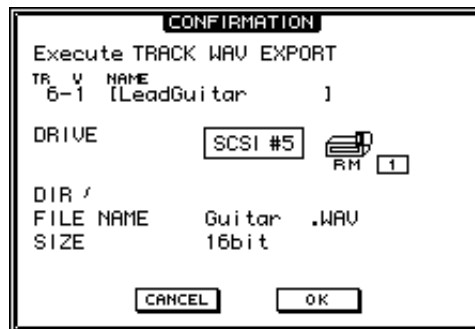 CONFIRMATION
Execute TRACK WAV EXPORT
TR V NAME
6-1 [LeadGuitar ]
DRIVE SCSI #5
RM 1
DIR /
FILE NAME Guitar .WAV
SIZE 16bit
CANCEL OK